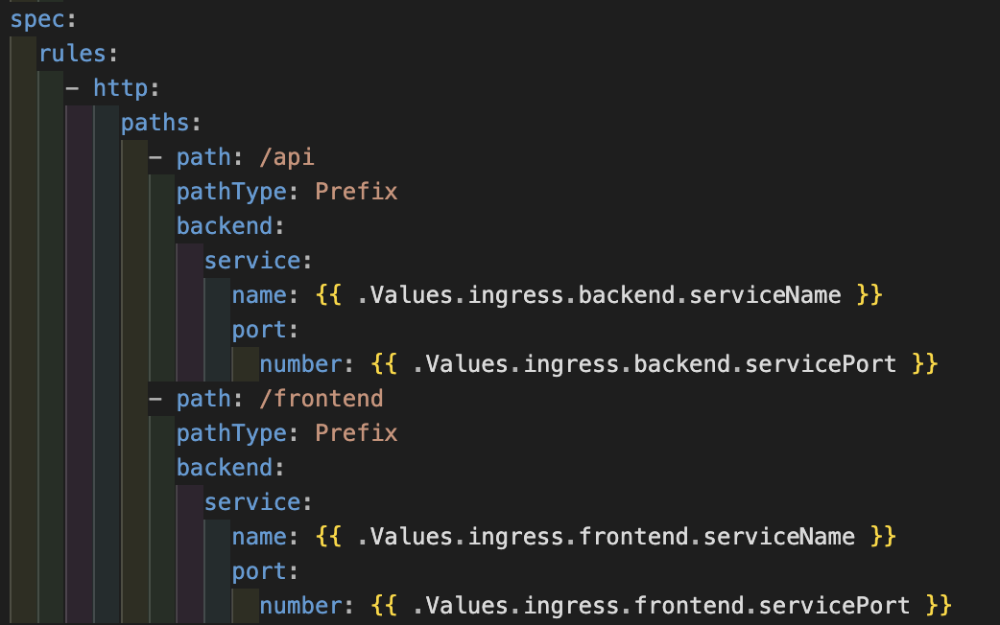 spec:
  rules:
    - http:
        paths:
          - path: /api
            pathType: Prefix
            backend:
              service:
                name: {{ .Values.ingress.backend.serviceName }}
                port:
                  number: {{ .Values.ingress.backend.servicePort }}
          - path: /frontend
            pathType: Prefix
            backend:
              service:
                name: {{ .Values.ingress.frontend.serviceName }}
                port:
                  number: {{ .Values.ingress.frontend.servicePort }}